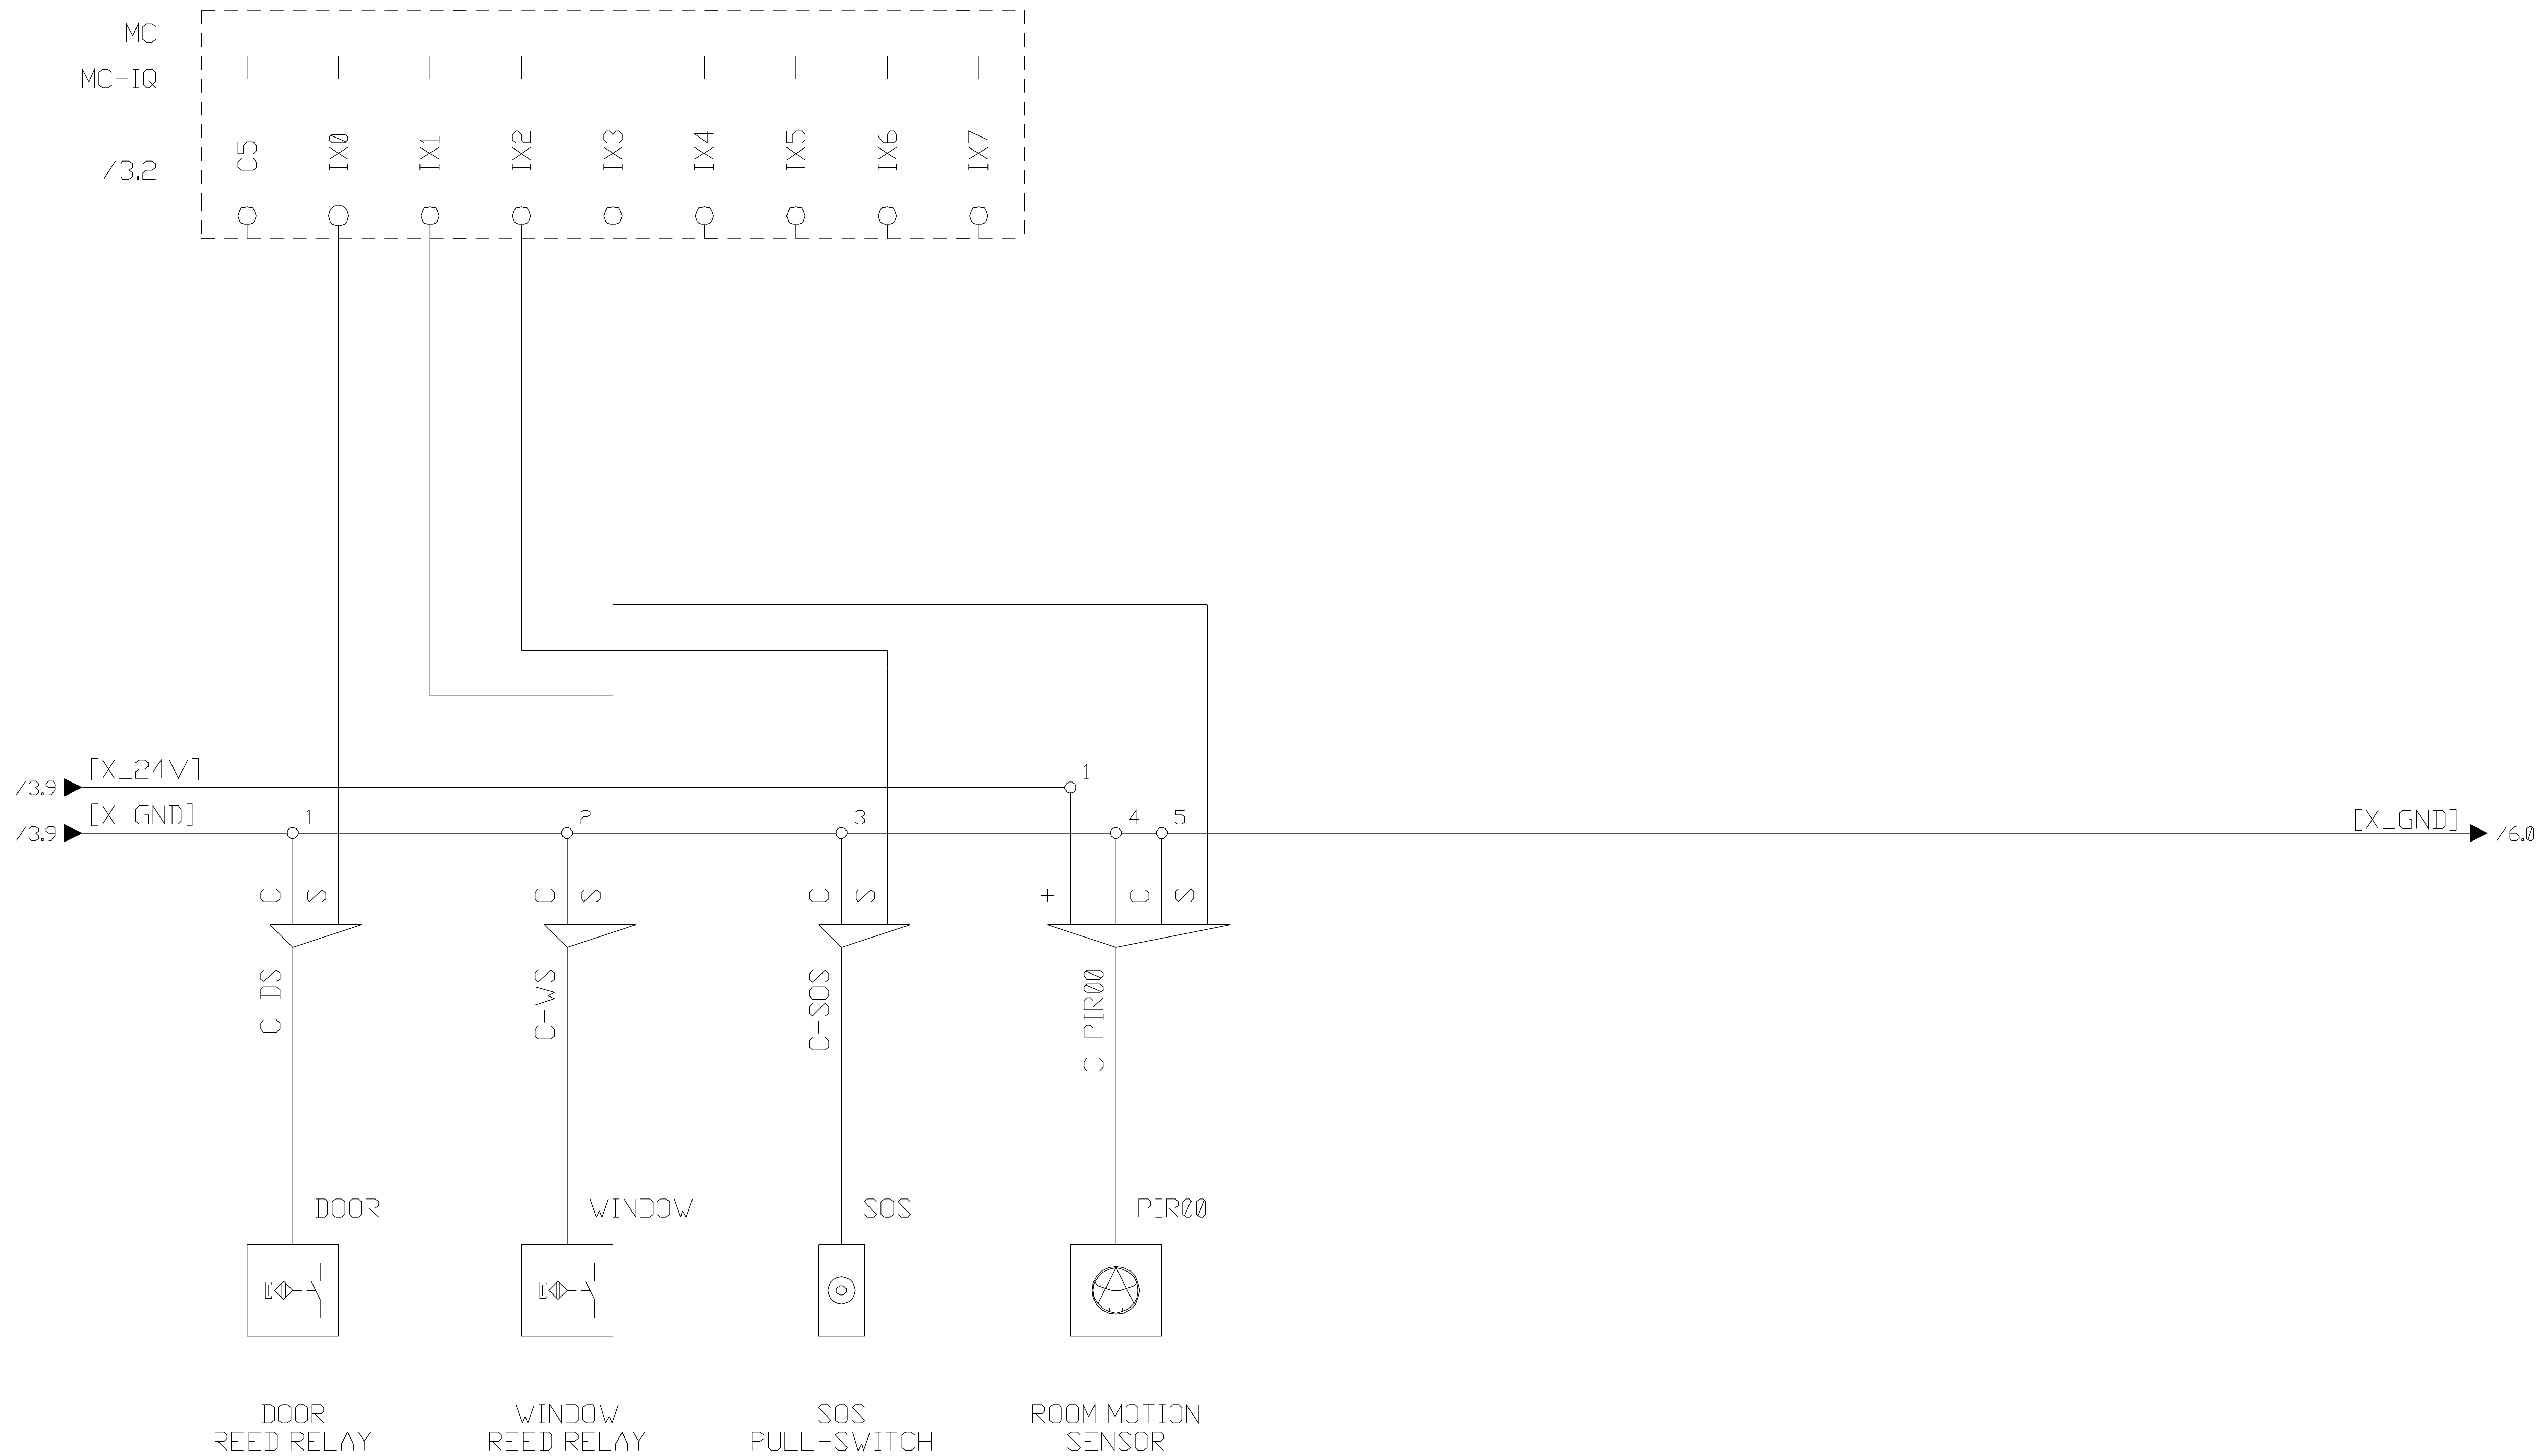 MC
MC-IQ
/3.2
C5
IX0
IX1
IX2
IX3
IX4
IX5
IX6
IX7
/3.9
[X_24V]
1
/3.9
[X_GND]
1
2
3
4
5
[X_GND]
/6.0
C
S
C
S
C
S
+
-
C
S
C-DS
C-WS
C-SOS
C-PIR00
DOOR
WINDOW
SOS
PIR00
DOOR
REED RELAY
WINDOW
REED RELAY
SOS
PULL-SWITCH
ROOM MOTION
SENSOR